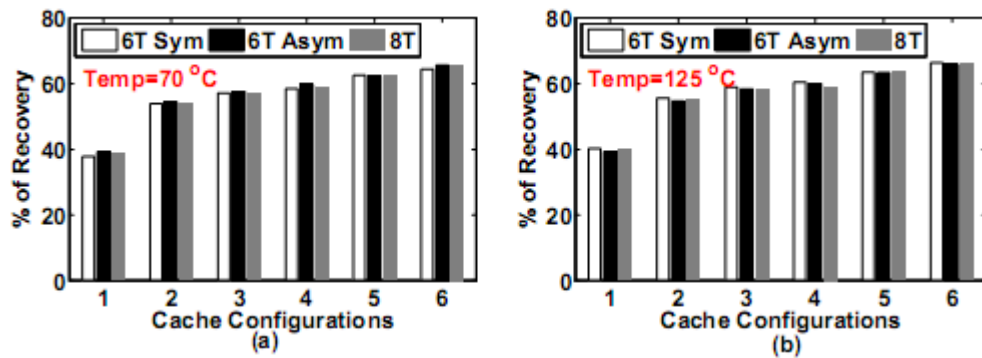 80
60
40
20
0
% of Recovery
6T Sym 6T Asym 8T
Temp=70 °C
1 2 3 4 5 6
Cache Configurations
(a)
80
60
40
20
0
% of Recovery
6T Sym 6T Asym 8T
Temp=125 °C
1 2 3 4 5 6
Cache Configurations
(b)